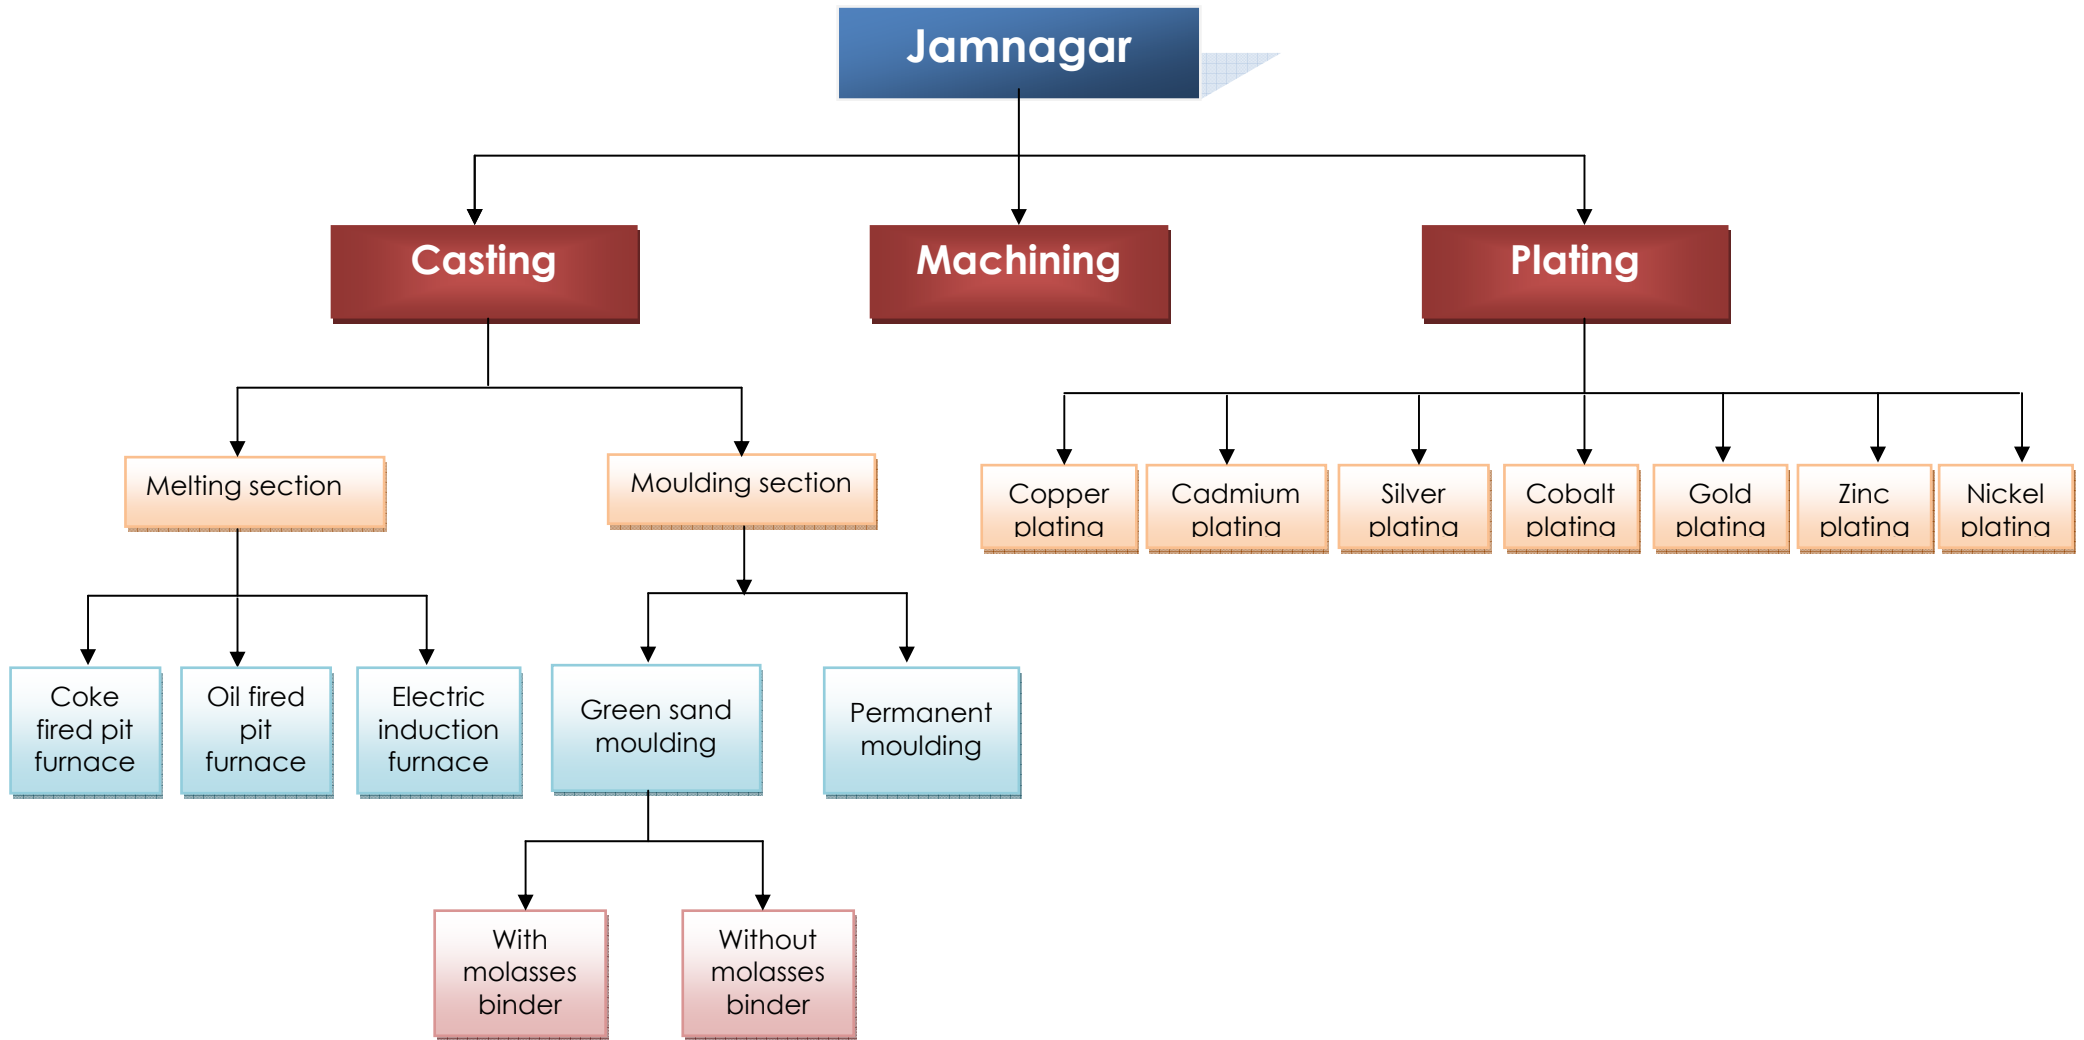 Jamnagar
Casting
Machining
Plating
Melting section
Moulding section
Copper
plating
Cadmium
plating
Silver
plating
Cobalt
plating
Gold
plating
Zinc
plating
Nickel
plating
Coke
fired pit
furnace
Oil fired
pit
furnace
Electric
induction
furnace
Green sand
moulding
Permanent
moulding
With
molasses
binder
Without
molasses
binder